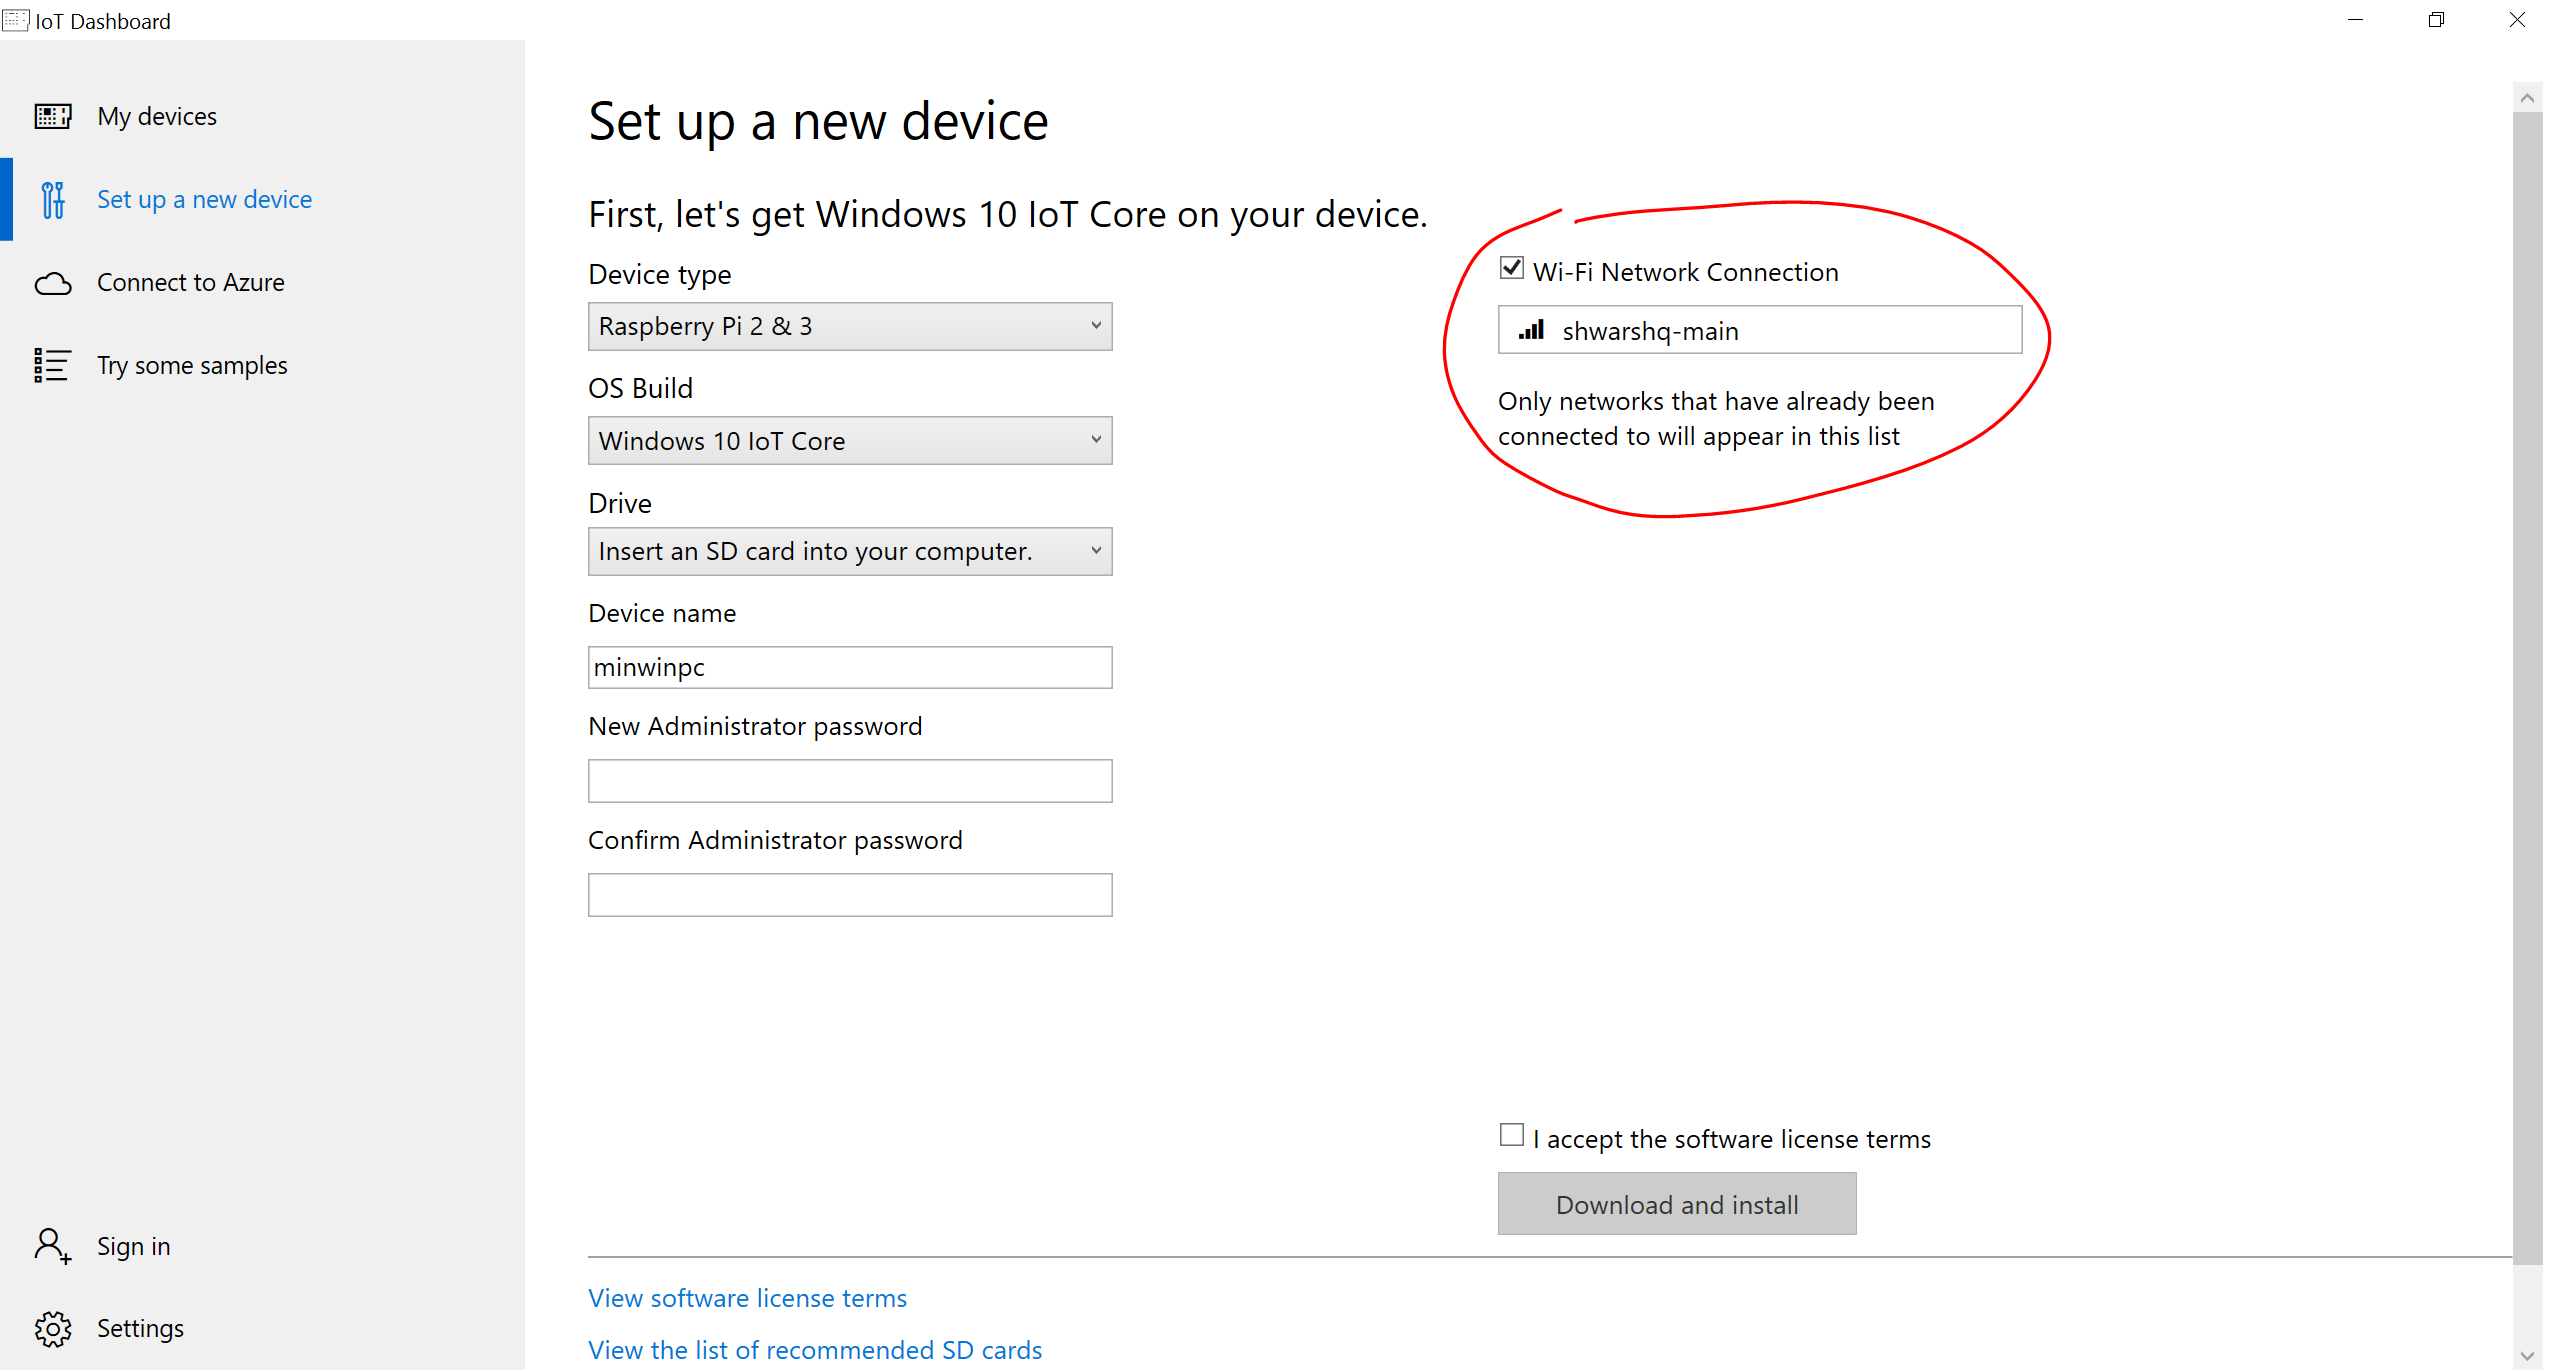 IoT Dashboard
My devices
Set up a new device
Connect to Azure
Try some samples
Sign in
Settings
Set up a new device
First, let's get Windows 10 IoT Core on your device.
Device type
Raspberry Pi 2 & 3
OS Build
Windows 10 IoT Core
Drive
Insert an SD card into your computer.
Device name
minwinpc
New Administrator password
Confirm Administrator password
Wi-Fi Network Connection
shwarshq-main
Only networks that have already been
connected to will appear in this list
I accept the software license terms
Download and install
View software license terms
View the list of recommended SD cards